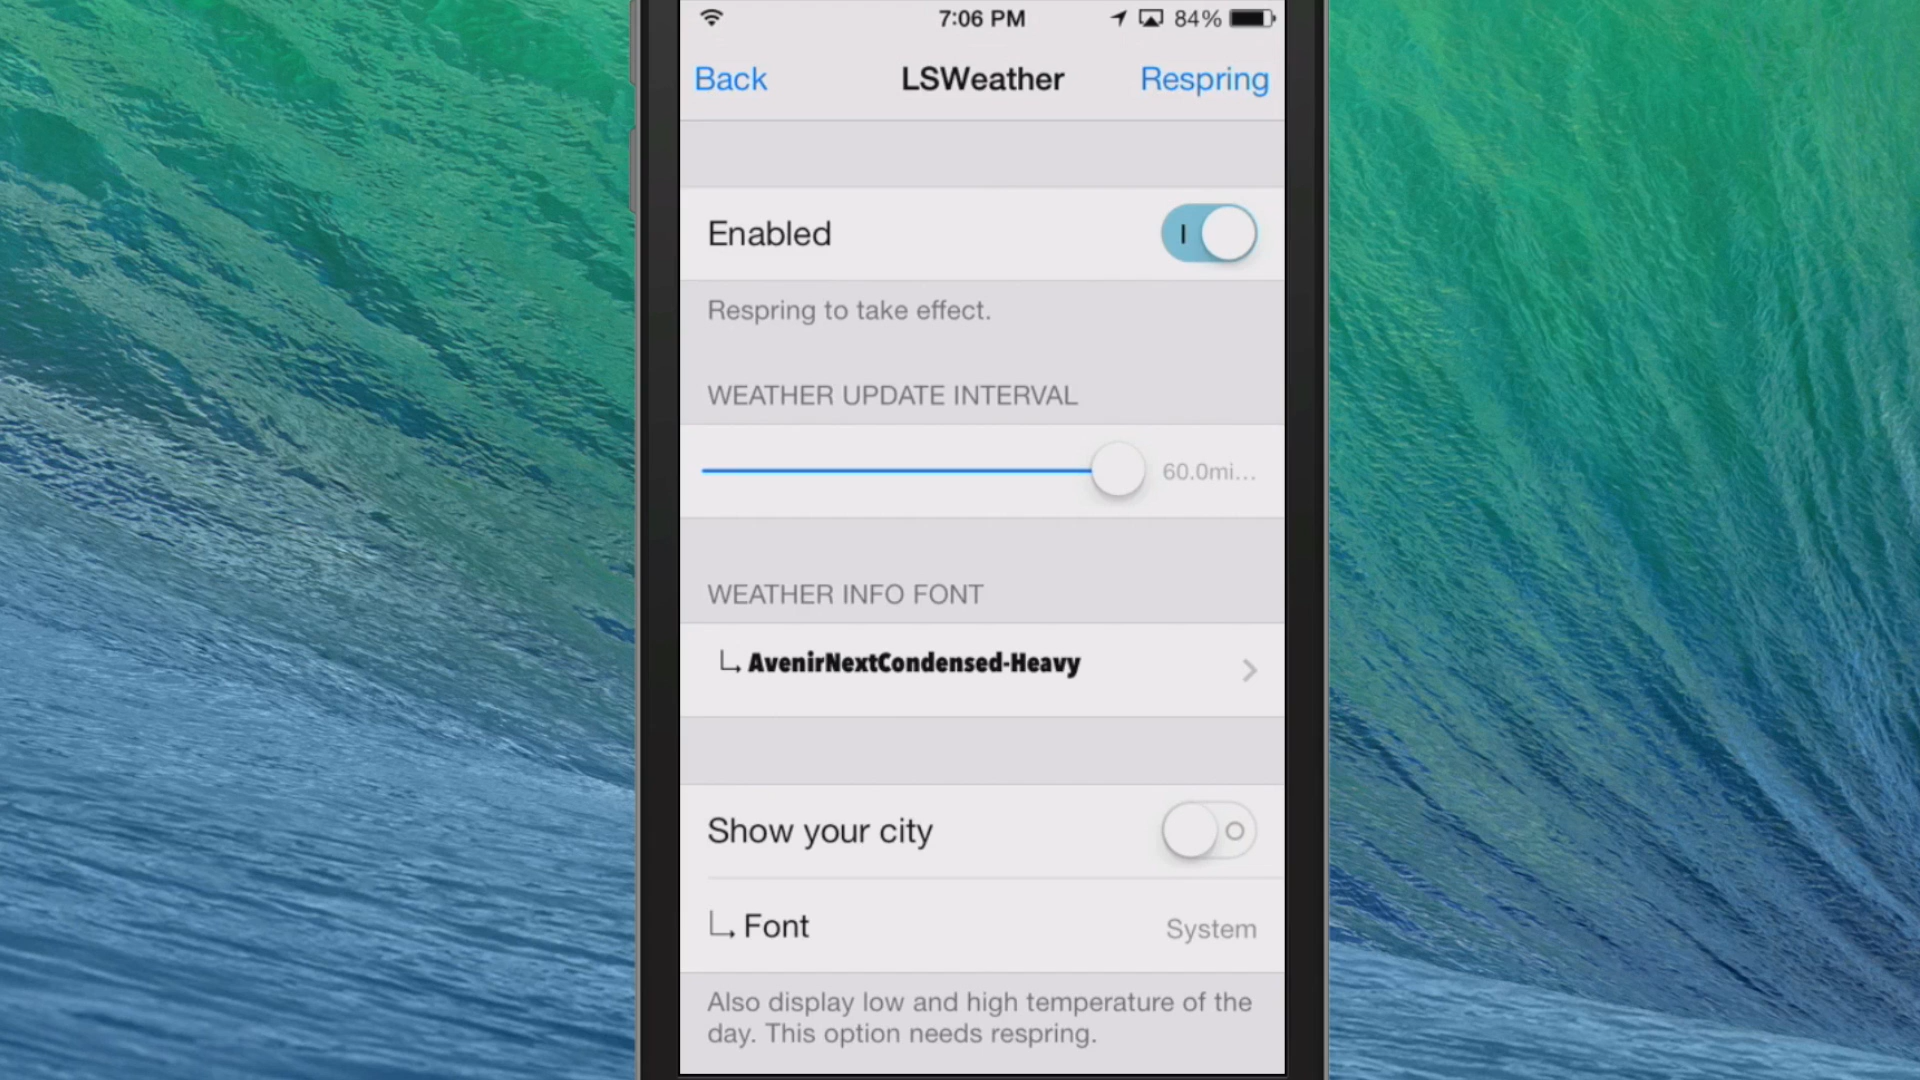 7:06 PM 84%
Back LSWeather Respring
Enabled
Respring to take effect.
WEATHER UPDATE INTERVAL
60.0mi...
WEATHER INFO FONT
AvenirNextCondensed-Heavy
Show your city
Font System
Also display low and high temperature of the
day. This option needs respring.